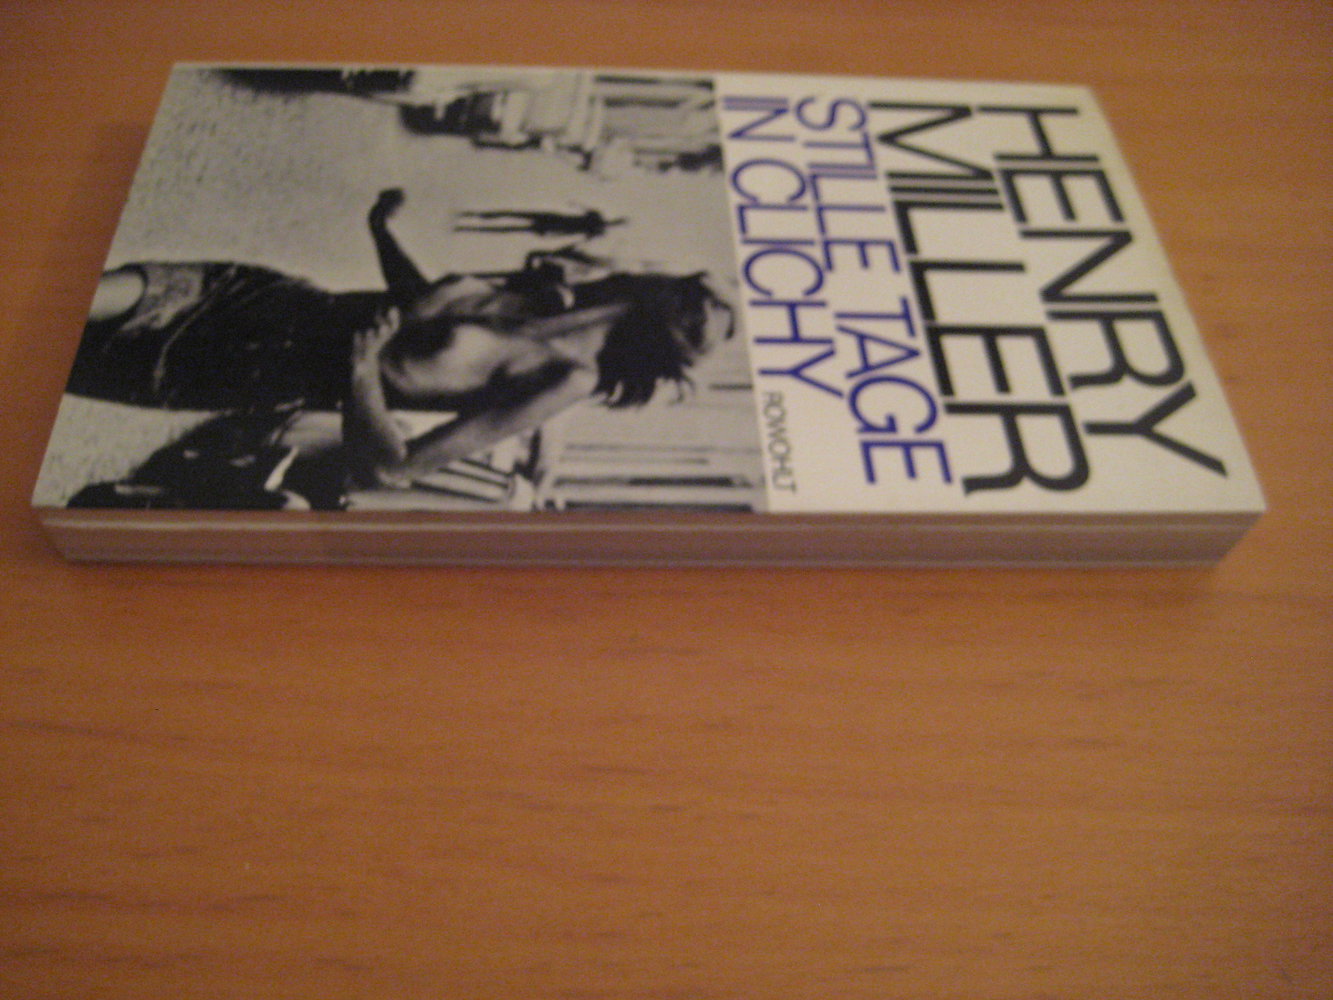 HENRY
MILLER
STILLE TAGE
IN CLICHY
ROWOHLT